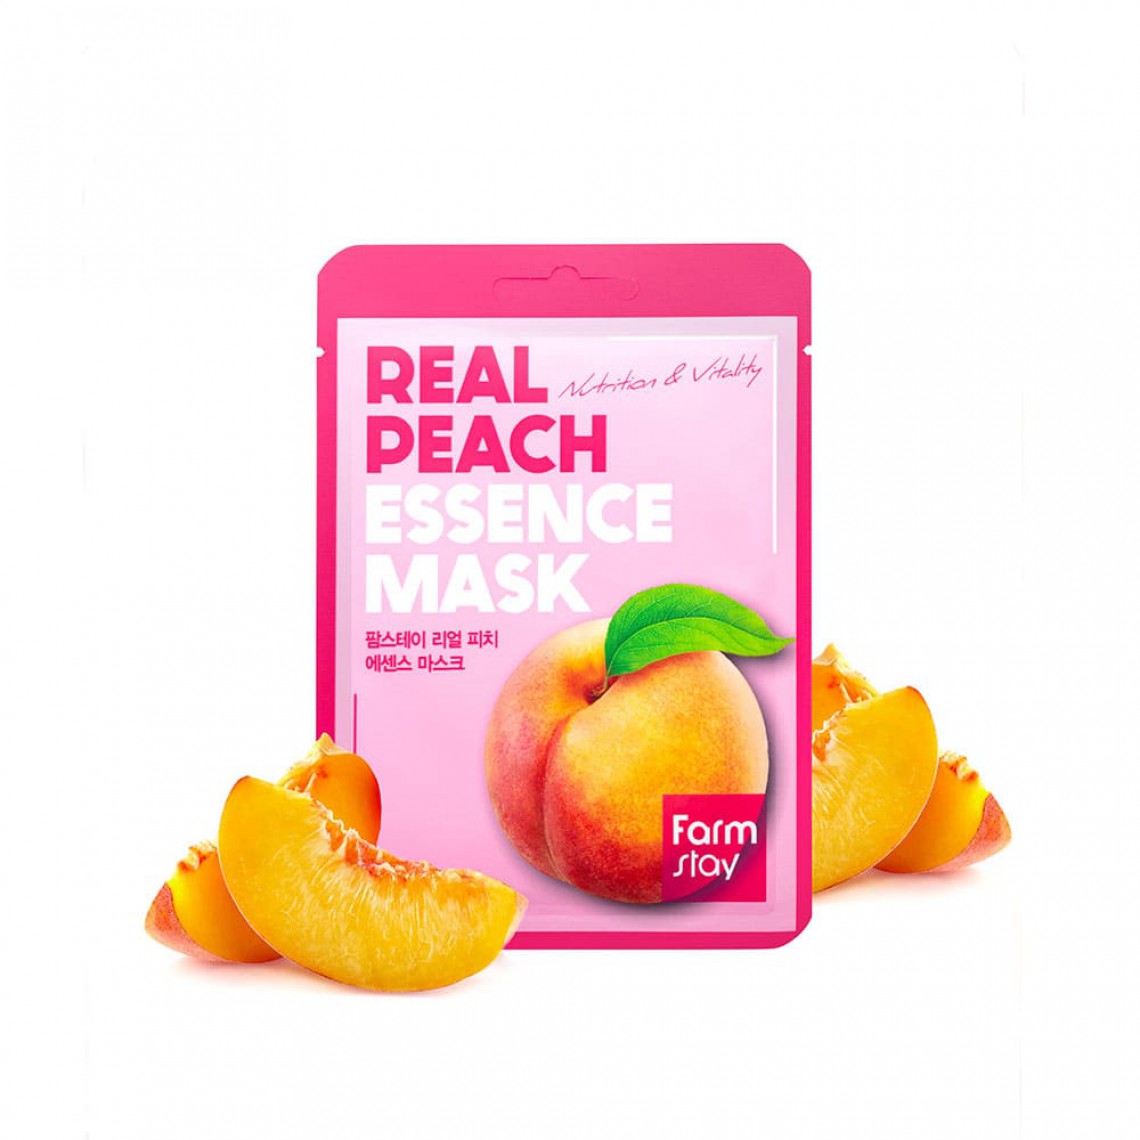 REAL
Nutrition & Vitality
PEACH
ESSENCE
MASK
팜스테이 리얼 피치
에센스 마스크
Farm
stay